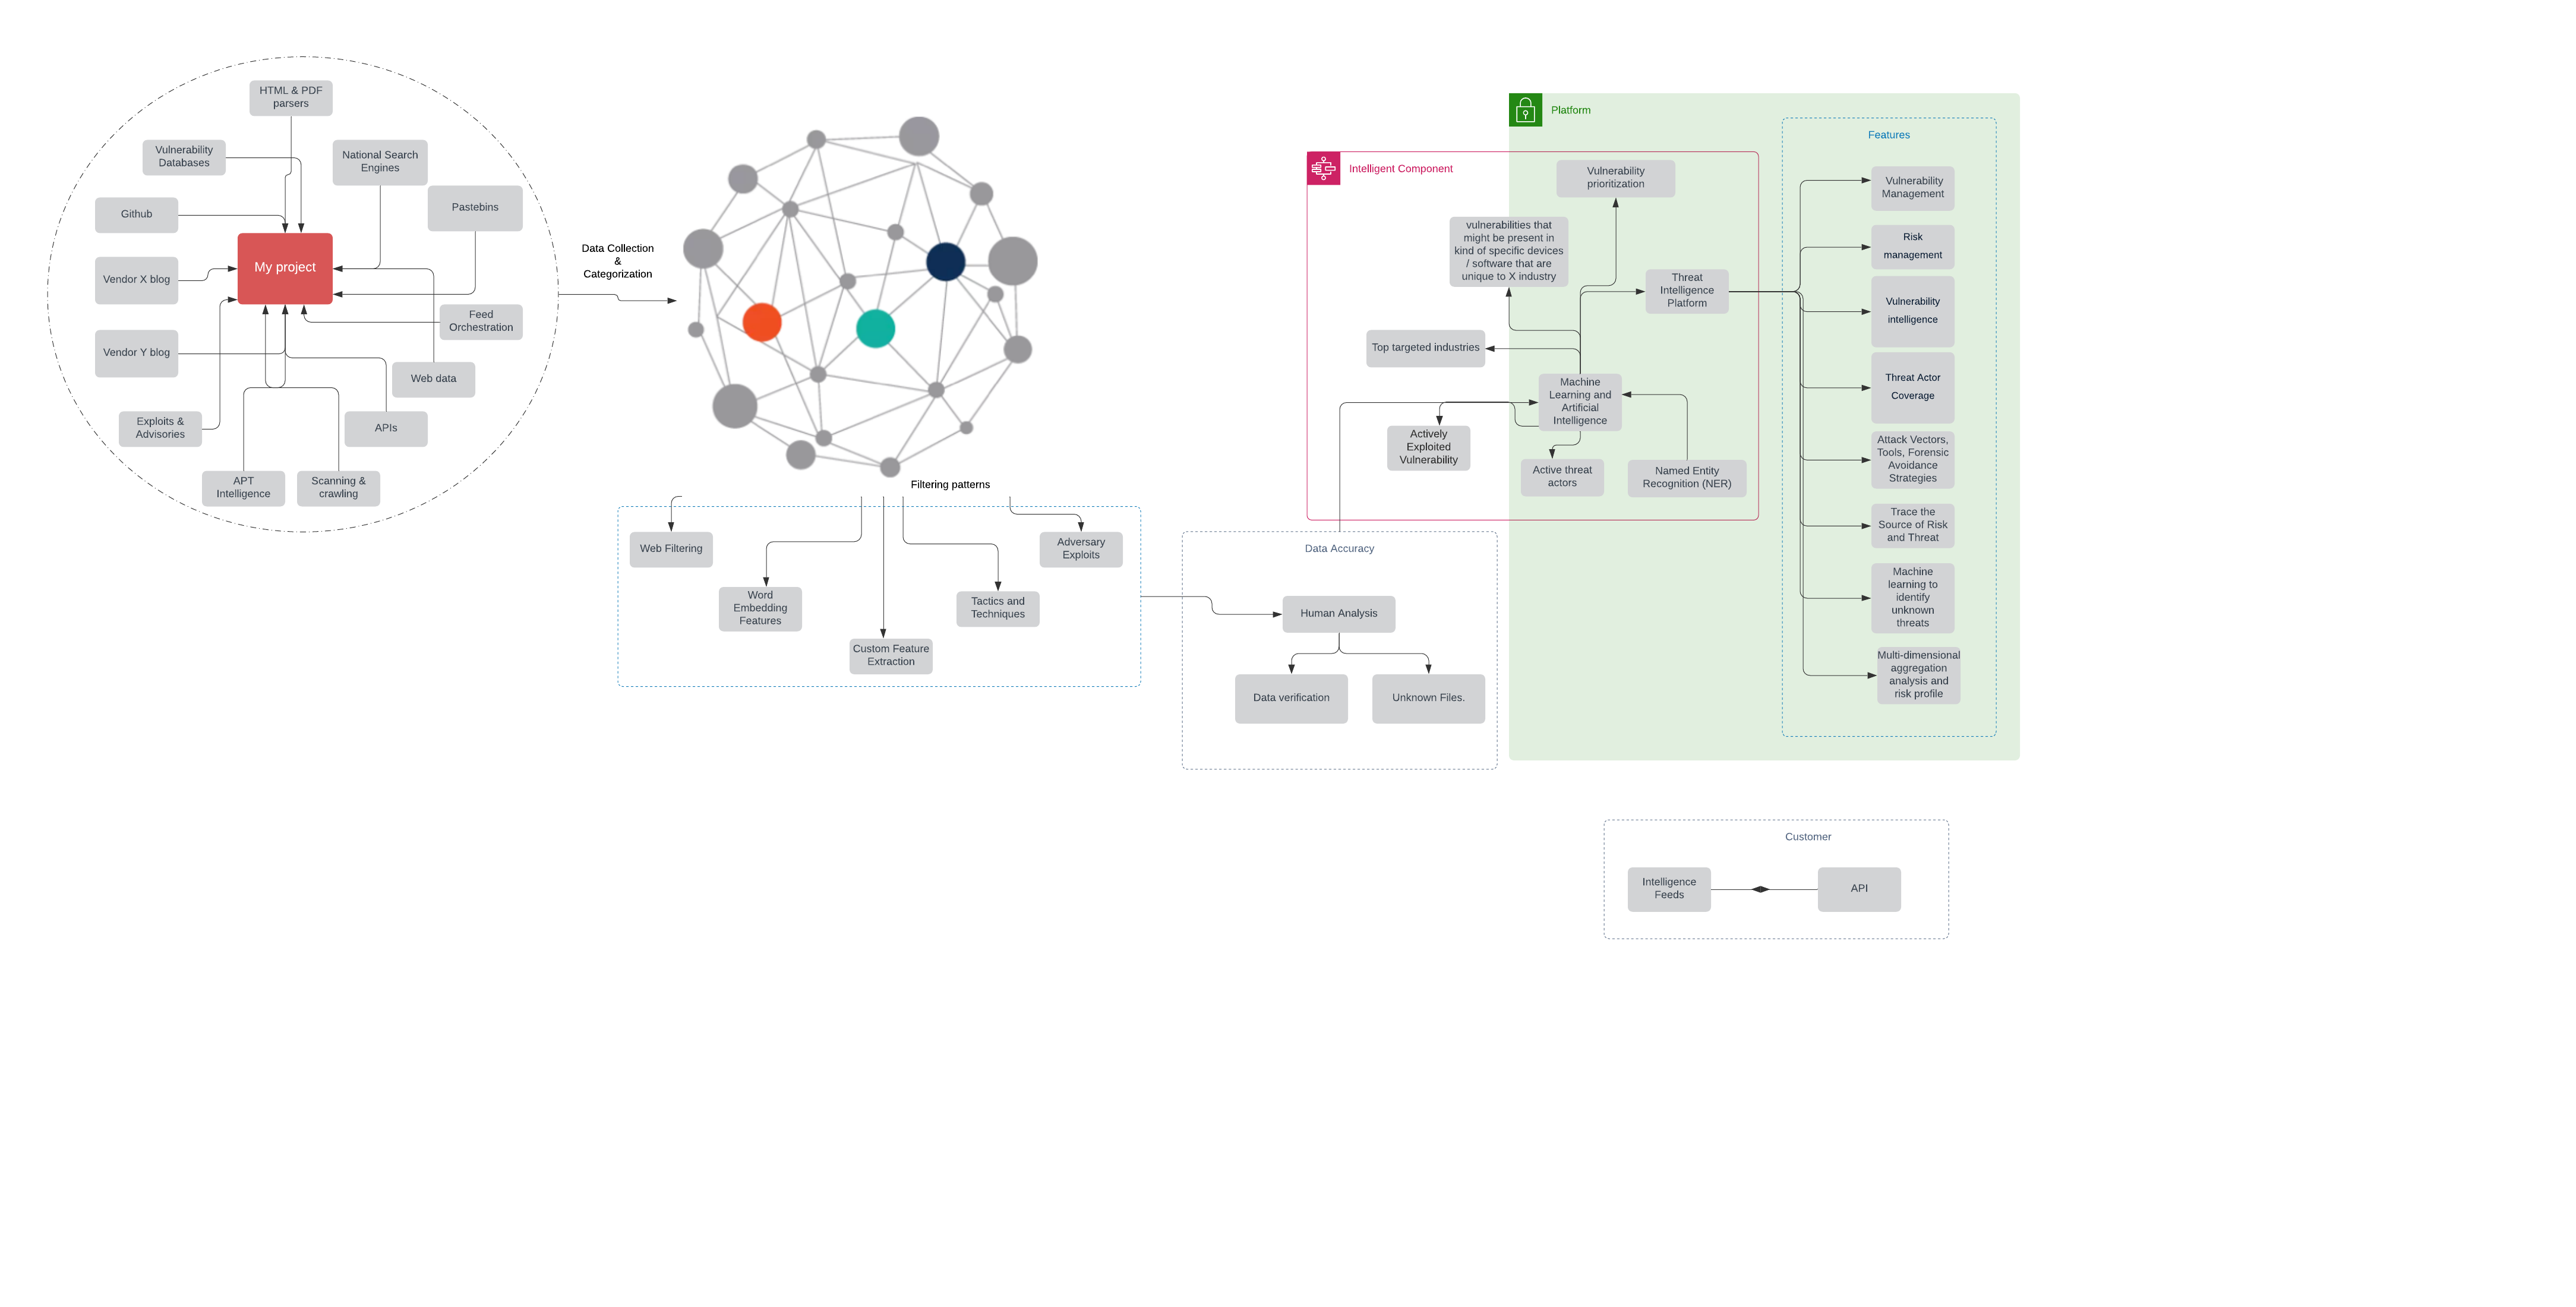 HTML & PDF
parsers
Vulnerability
Databases
National Search
Engines
Github
Pastebins
My project
Vendor X blog
Feed
Orchestration
Vendor Y blog
Web data
Exploits &
Advisories
APIs
APT
Intelligence
Scanning &
crawling
Data Collection
&
Categorization
Filtering patterns
Web Filtering
Word
Embedding
Features
Custom Feature
Extraction
Tactics and
Techniques
Adversary
Exploits
Data Accuracy
Human Analysis
Data verification
Unknown Files.
Intelligent Component
Platform
Vulnerability
prioritization
vulnerabilities that
might be present in
kind of specific devices
/ software that are
unique to X industry
Threat
Intelligence
Platform
Top targeted industries
Machine
Learning and
Artificial
Intelligence
Actively
Exploited
Vulnerability
Active threat
actors
Named Entity
Recognition (NER)
Features
Vulnerability
Management
Risk
management
Vulnerability
intelligence
Threat Actor
Coverage
Attack Vectors,
Tools, Forensic
Avoidance
Strategies
Trace the
Source of Risk
and Threat
Machine
learning to
identify
unknown
threats
Multi-dimensional
aggregation
analysis and
risk profile
Customer
Intelligence
Feeds
API